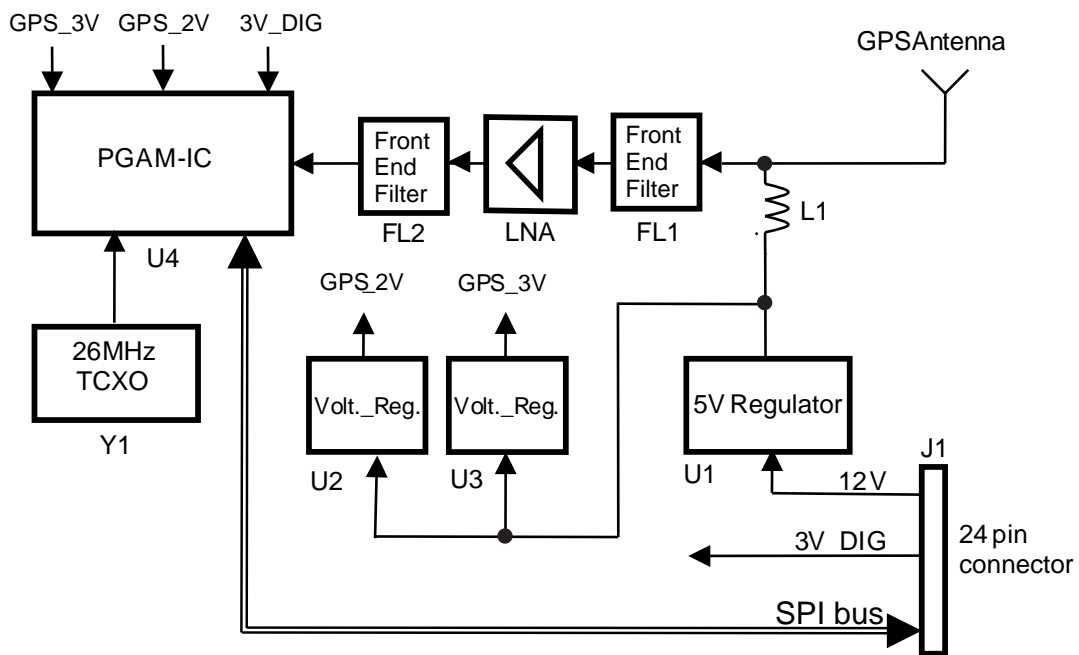 GPS_3V GPS_2V 3V_DIG
GPSAntenna
PGAM-IC
U4
Front
End
Filter
FL2
LNA
Front
End
Filter
FL1
L1
26MHz
TCXO
Y1
GPS_2V
GPS_3V
Volt._Reg.
U2
Volt._Reg.
U3
5V Regulator
U1
J1
12V
3V DIG
24 pin
connector
SPI bus